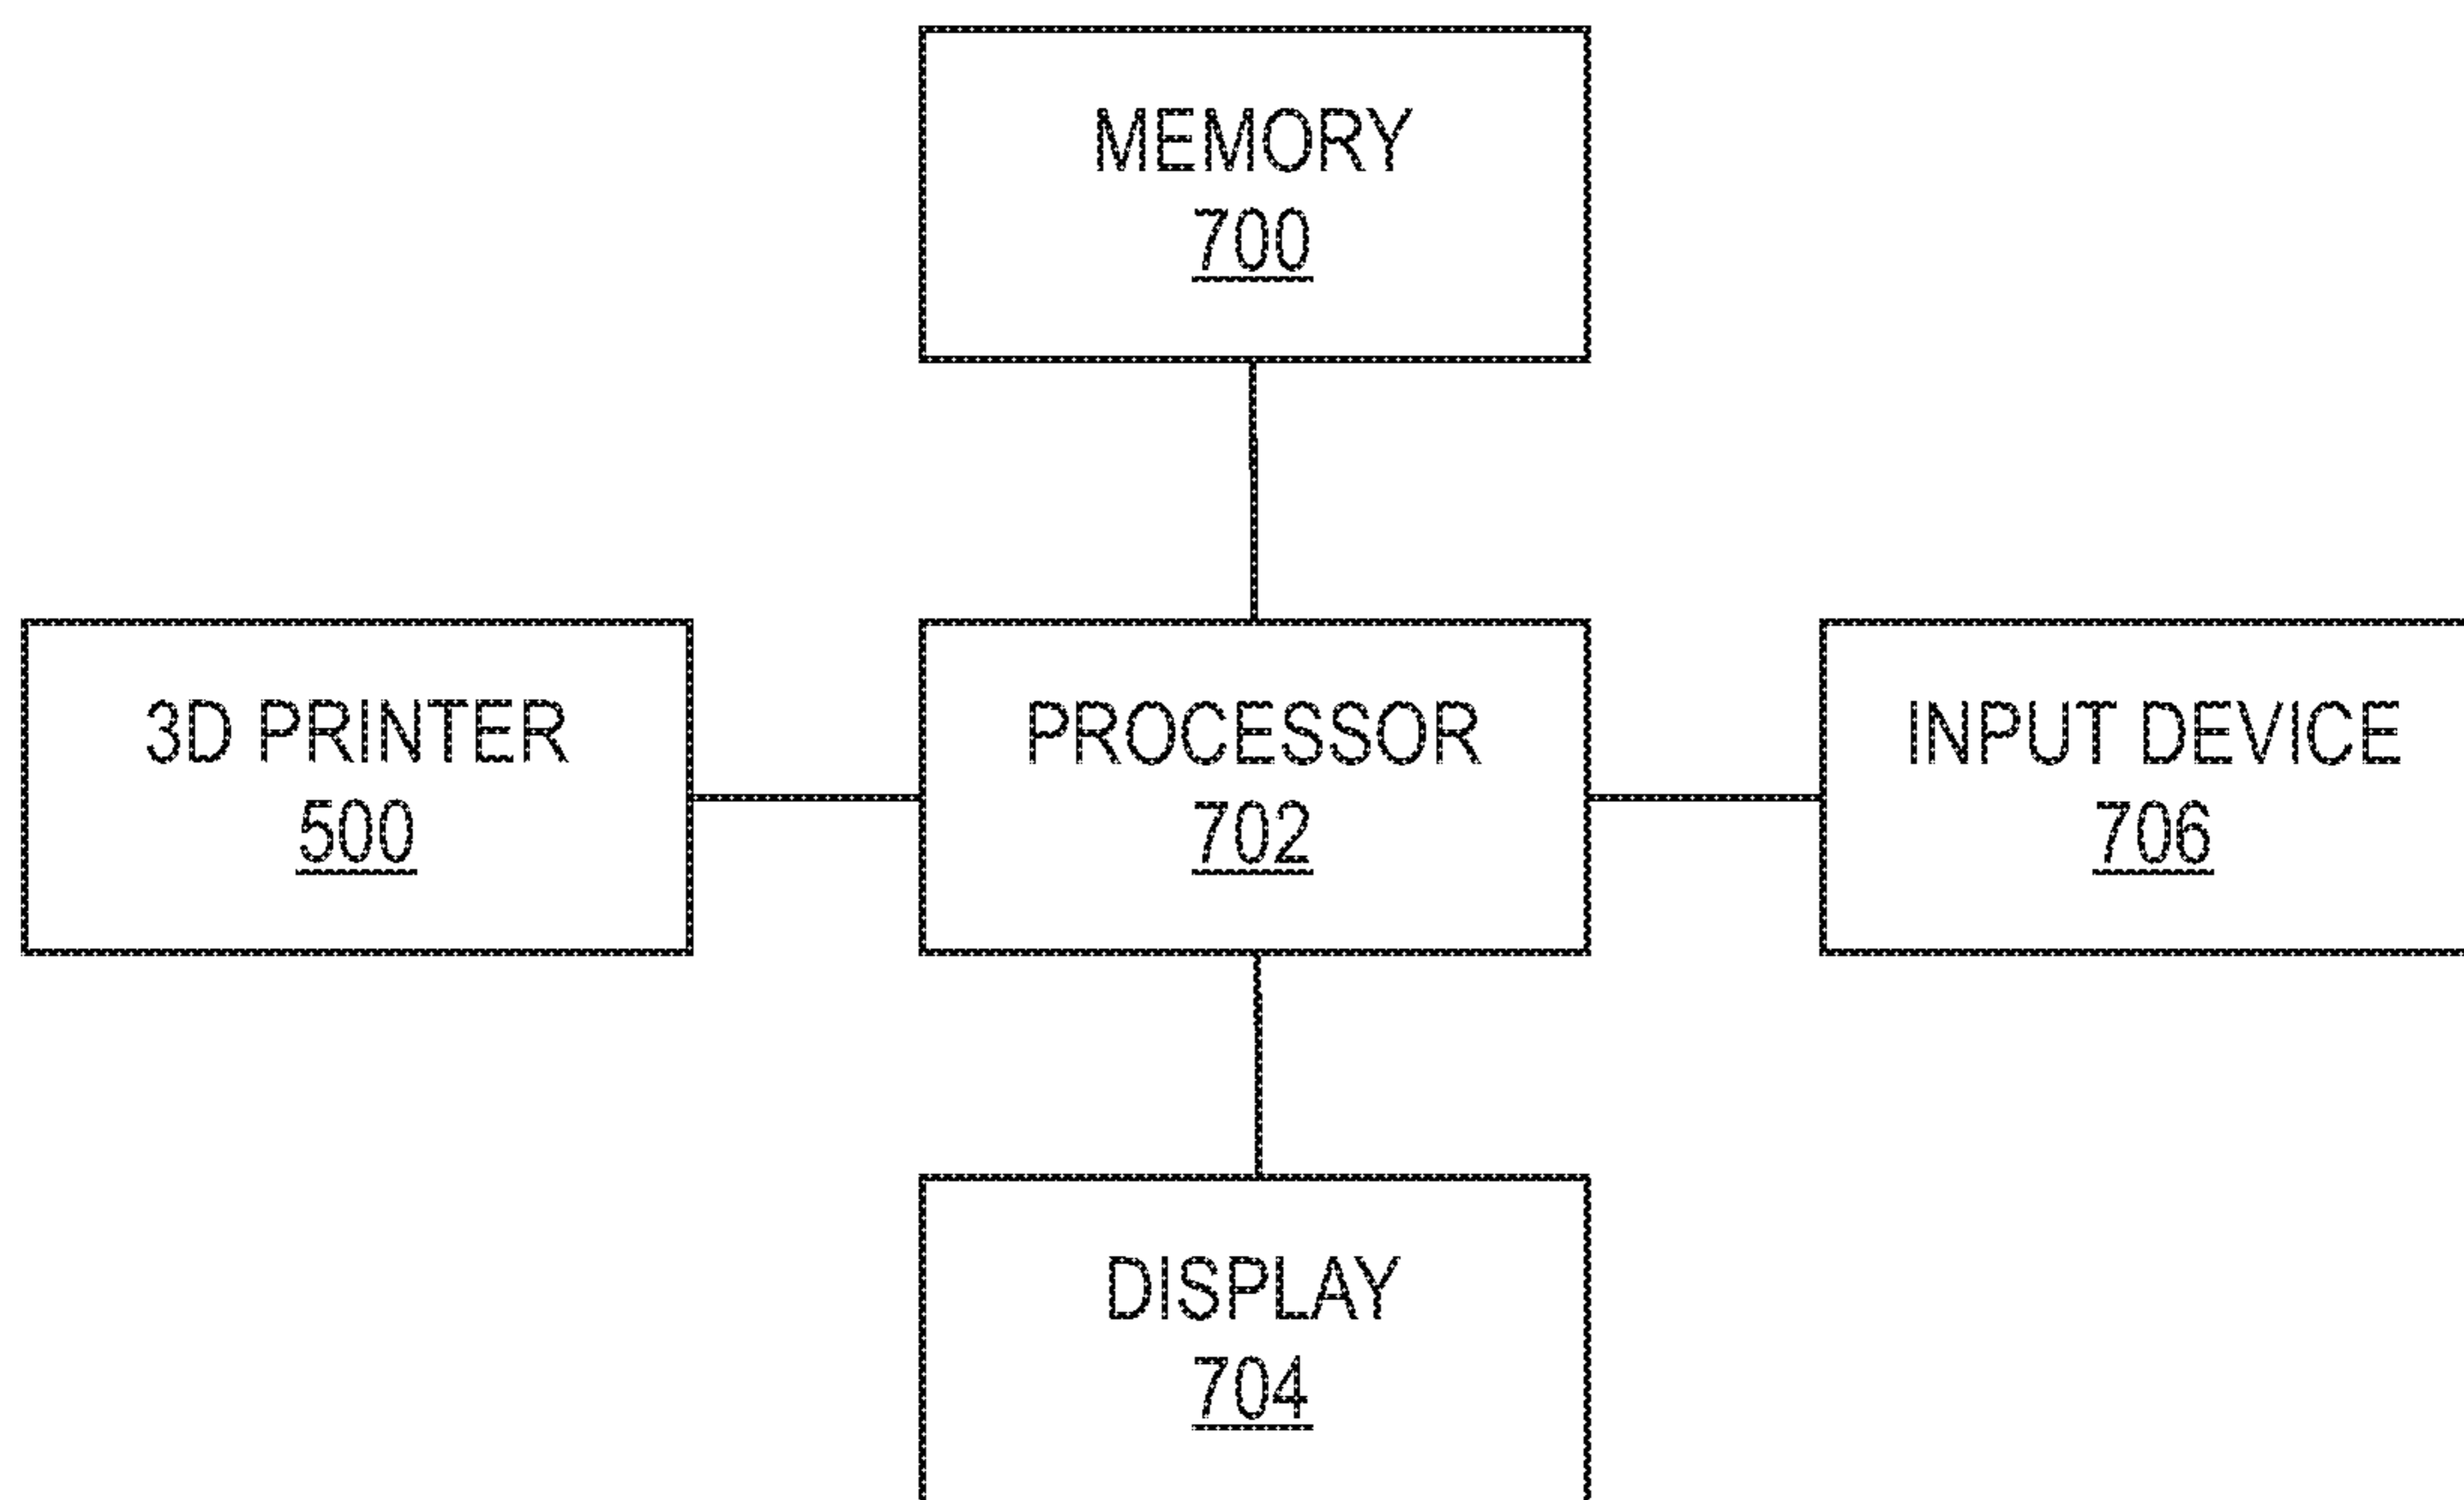 MEMORY
700
3D PRINTER
500
PROCESSOR
702
INPUT DEVICE
706
DISPLAY
704